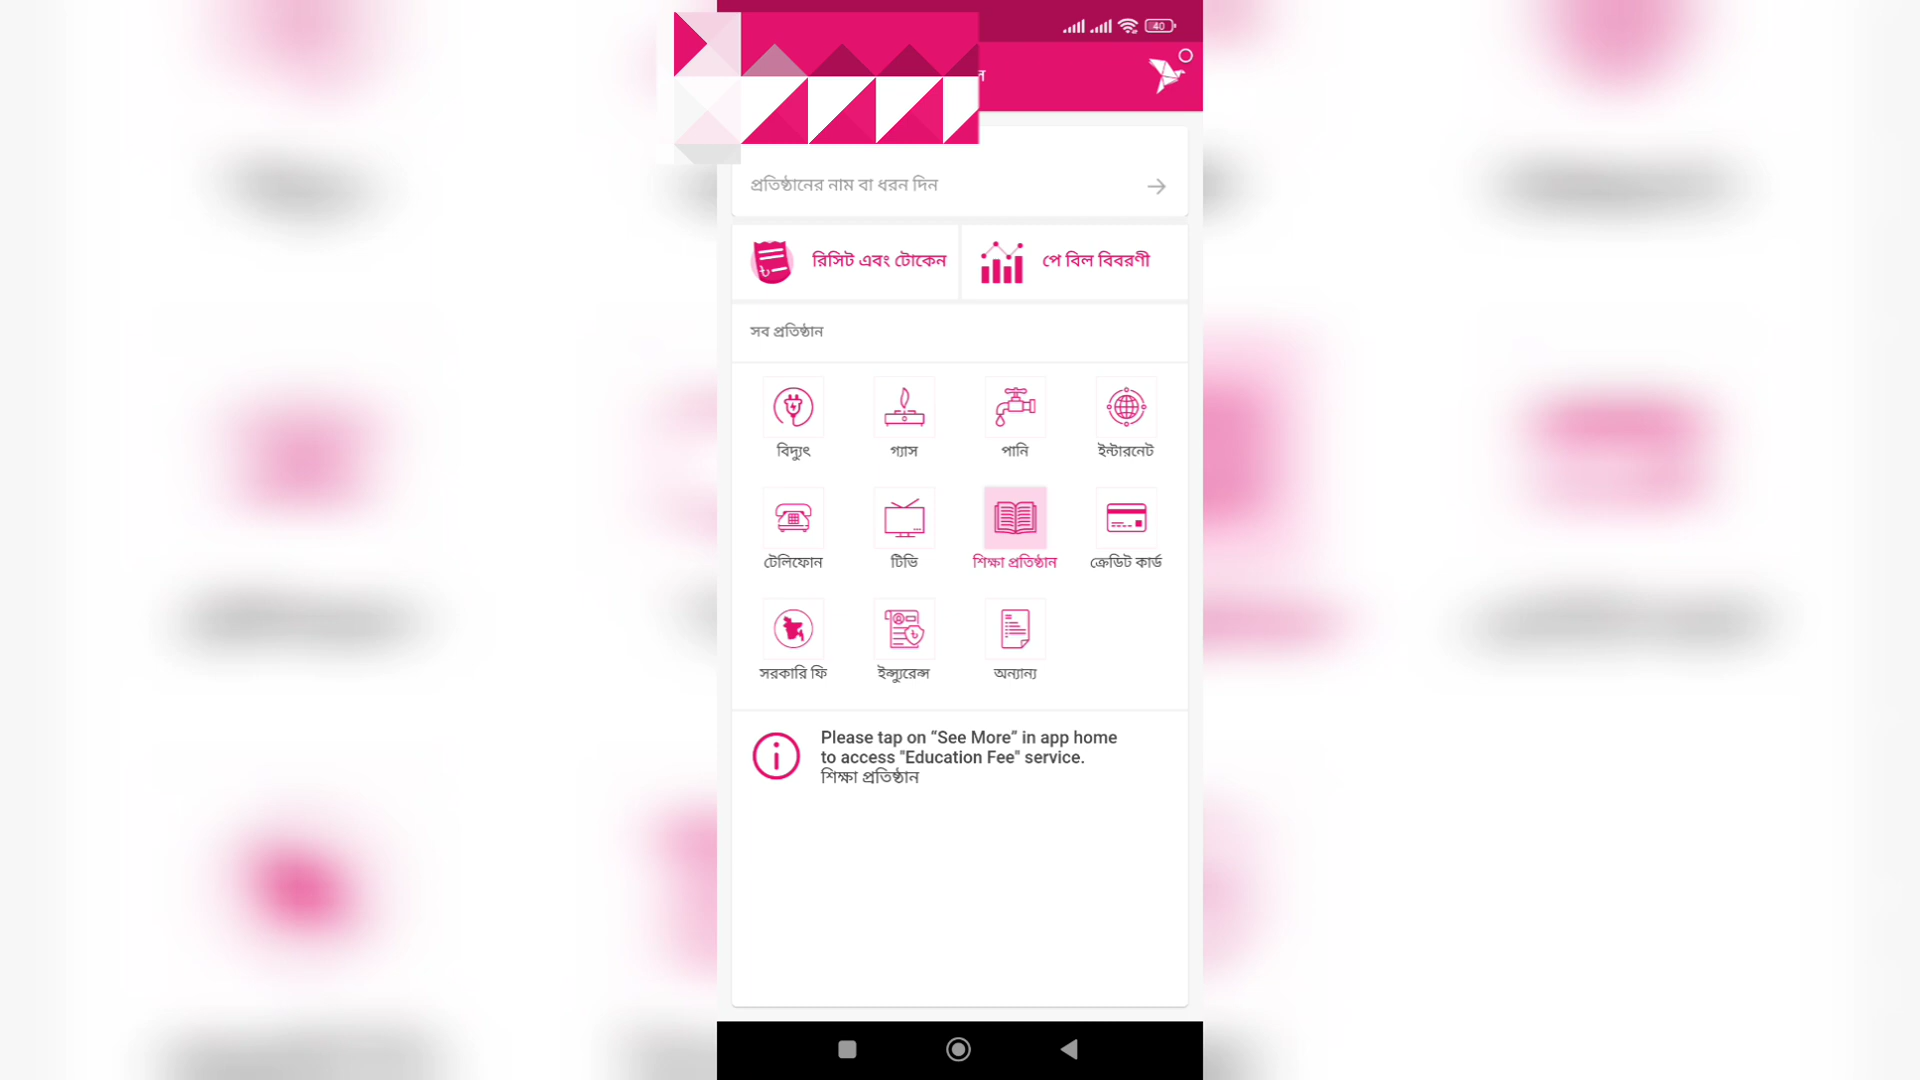 40
প্রতিষ্ঠানের নাম বা ধরন দিন
রিসিট এবং টোকেন
পে বিল বিবরণী
সব প্রতিষ্ঠান
বিদ্যুৎ
গ্যাস
পানি
ইন্টারনেট
টেলিফোন
টিভি
শিক্ষা প্রতিষ্ঠান
ক্রেডিট কার্ড
সরকারি ফি
ইন্স্যুরেন্স
অন্যান্য
Please tap on “See More” in app home
to access "Education Fee" service.
শিক্ষা প্রতিষ্ঠান